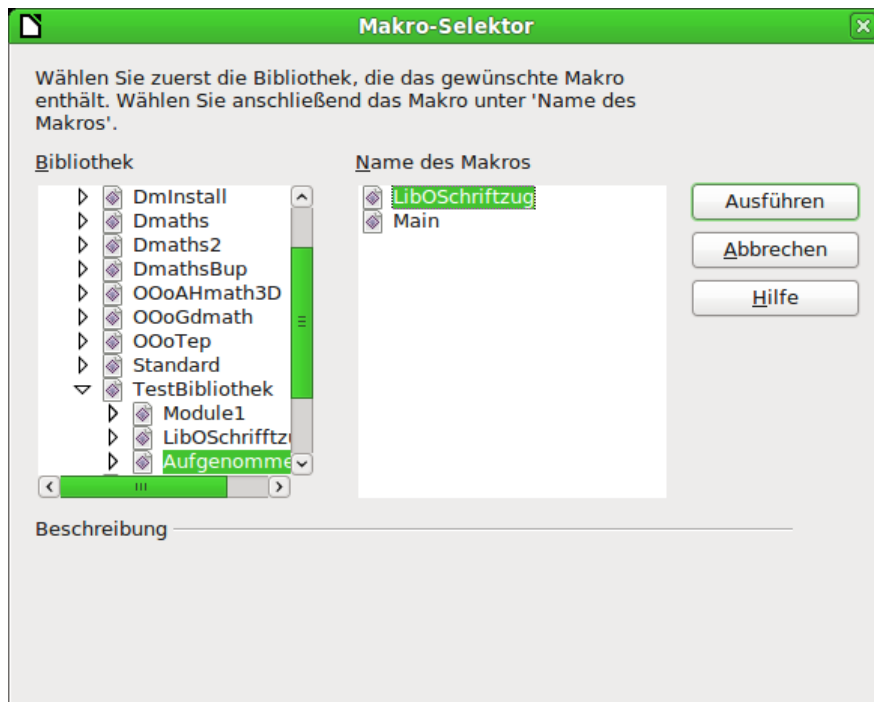 Makro-Selektor
Wählen Sie zuerst die Bibliothek, die das gewünschte Makro
enthält. Wählen Sie anschließend das Makro unter 'Name des
Makros'.
Bibliothek
DmInstall
Dmaths
Dmaths2
DmathsBup
OOoAHmath3D
OOoGdmath
OOoTep
Standard
TestBibliothek
Module1
LibOSchrifftzu
Aufgenomme
Name des Makros
LibOSchriftzug
Main
Ausführen
Abbrechen
Hilfe
Beschreibung